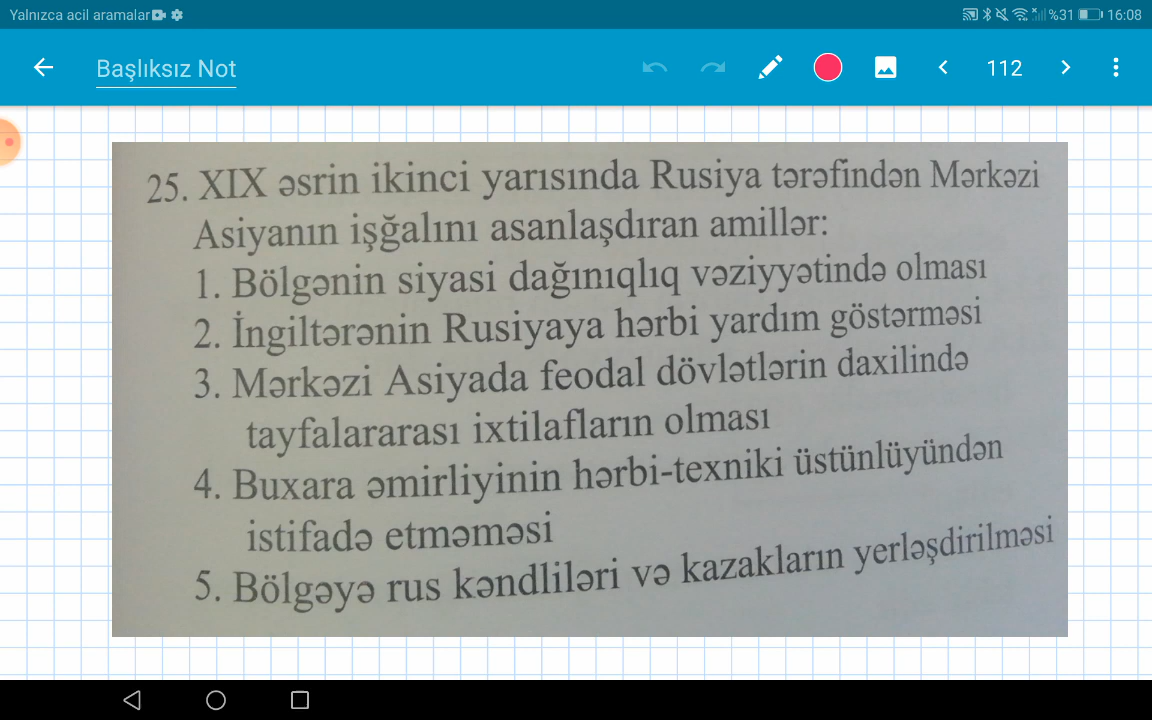 Yalnızca acil aramalar
%31 16:08
Başlıksız Not
112
25. XIX əsrin ikinci yarısında Rusiya tərəfindən Mərkəzi
Asiyanın işğalını asanlaşdıran amillər:
1. Bölgənin siyasi dağınıqlıq vəziyyətində olması
2. İngiltərənin Rusiyaya hərbi yardım göstərməsi
3. Mərkəzi Asiyada feodal dövlətlərin daxilində
tayfalararası ixtilafların olması
4. Buxara əmirliyinin hərbi-texniki üstünlüyündən
istifadə etməməsi
5. Bölgəyə rus kəndliləri və kazakların yerləşdirilməsi